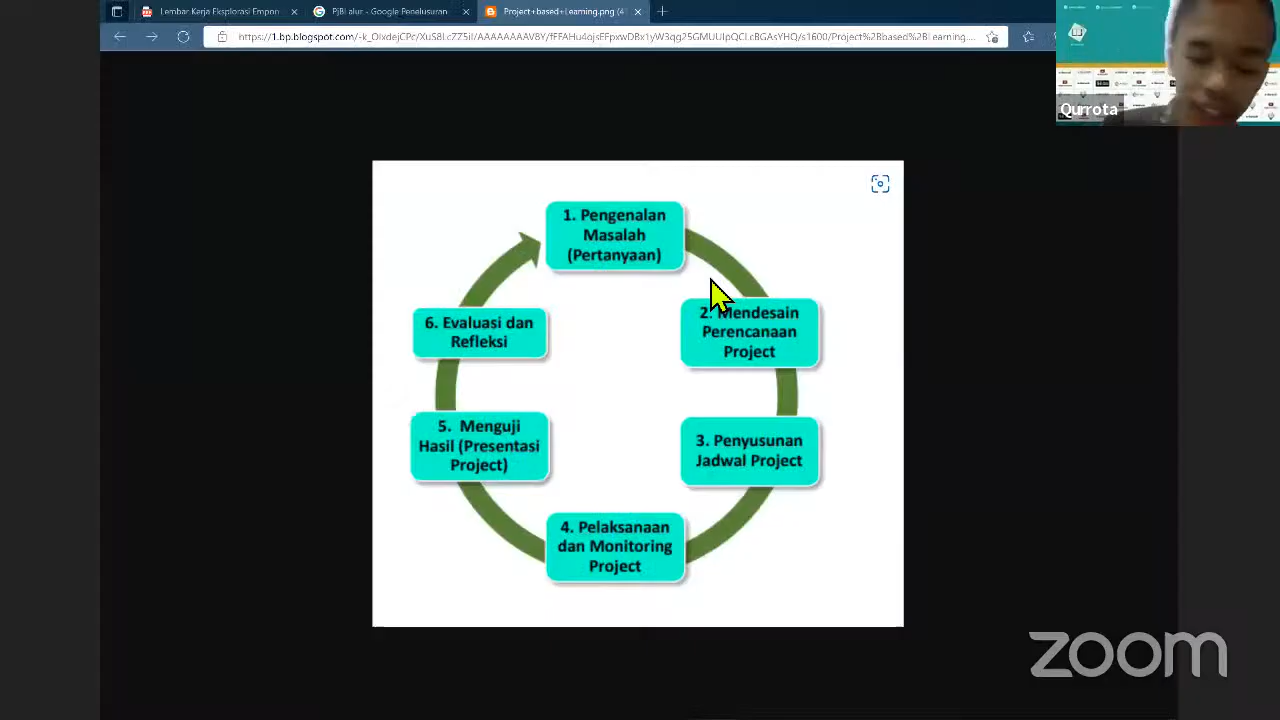 Lembar Kerja Eksplorasi Empon
PjBl alur - Google Penelusuran
Project+based+Learning.png (4
Qurrota
1. Pengenalan
Masalah
(Pertanyaan)
2. Mendesain
Perencanaan
Project
3. Penyusunan
Jadwal Project
4. Pelaksanaan
dan Monitoring
Project
5. Menguji
Hasil (Presentasi
Project)
6. Evaluasi dan
Refleksi
zoom